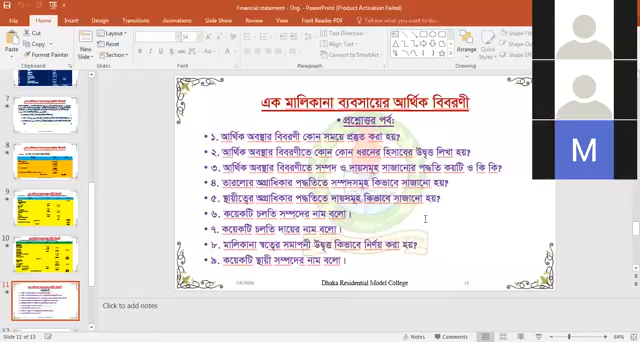 Financial statement - Org. - PowerPoint (Product Activation Failed)
File Home Insert Design Transitions Animations Slide Show Review View Foxit Reader PDF Tell me what you want to do...
Cut
Copy
Format Painter
Clipboard
New Slide
Layout
Reset
Section
Slides
54
Font
Paragraph
Text Direction
Align Text
Convert to SmartArt
Arrange
Quick Styles
Shape Fill
Shape Effects
Drawing
7
8
9
10
11
এক মালিকানা ব্যবসায়ের আর্থিক বিবরণী
• প্রশ্নোত্তর পর্ব:
• ১. আর্থিক অবস্থার বিবরণী কোন সময়ে প্রস্তুত করা হয়?
• ২. আর্থিক অবস্থার বিবরণীতে কোন কোন ধরনের হিসাবের উদ্বৃত্ত লিখা হয়?
• ৩. আর্থিক অবস্থার বিবরণীতে সম্পদ ও দায়সমূহ সাজানোর পদ্ধতি কয়টি ও কি কি?
• ৪. তারল্যের অগ্রাধিকার পদ্ধতিতে সম্পদসমূহ কিভাবে সাজানো হয়?
• ৫. স্থায়ীত্বের অগ্রাধিকার পদ্ধতিতে দায়সমূহ কিভাবে সাজানো হয়?
• ৬. কয়েকটি চলতি সম্পদের নাম বলো।
• ৭. কয়েকটি চলতি দায়ের নাম বলো।
• ৮. মালিকানা স্বত্বের সমাপনী উদ্বৃত্ত কিভাবে নির্ণয় করা হয়?
• ৯. কয়েকটি স্থায়ী সম্পদের নাম বলো।
Dhaka Residential Model College
M
Click to add notes
Slide 11 of 13
Notes
Comments
64%